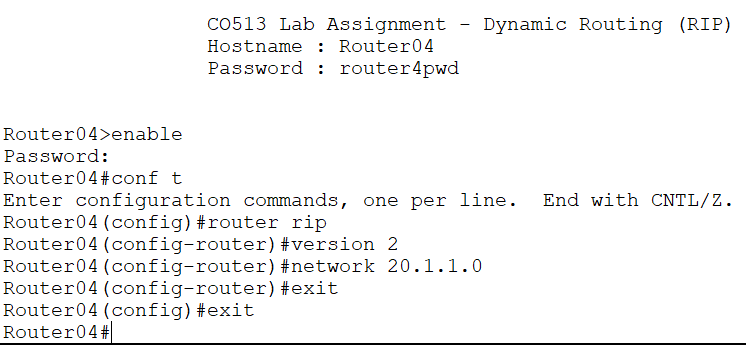 CO513 Lab Assignment - Dynamic Routing (RIP)
Hostname : Router04
Password : router4pwd
Router04>enable
Password:
Router04#conf t
Enter configuration commands, one per line.  End with CNTL/Z.
Router04(config)#router rip
Router04(config-router)#version 2
Router04(config-router)#network 20.1.1.0
Router04(config-router)#exit
Router04(config)#exit
Router04#